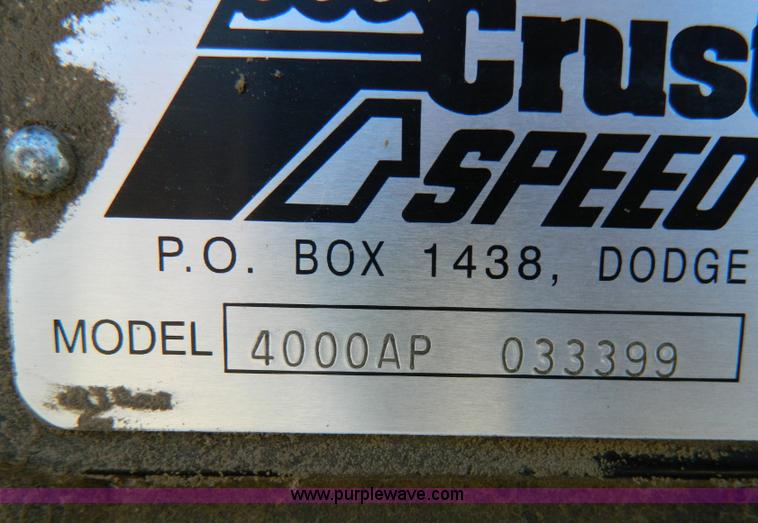 Crust
SPEED
P.O. BOX 1438, DODGE
MODEL 4000AP 033399
www.purplewave.com